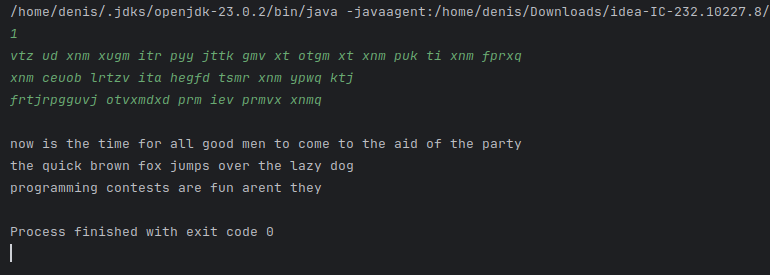 /home/denis/.jdks/openjdk-23.0.2/bin/java -javaagent:/home/denis/Downloads/idea-IC-232.10227.8/
1
vtz ud xnm xugm itr pyy jttk gmv xt otgm xt xnm puk ti xnm fprxq
xnm ceuob lrtzv ita hegfd tsmr xnm ypwq ktj
frtjrpgguvj otvxmdxd prm iev prmvx xnmq
now is the time for all good men to come to the aid of the party
the quick brown fox jumps over the lazy dog
programming contests are fun arent they
Process finished with exit code 0